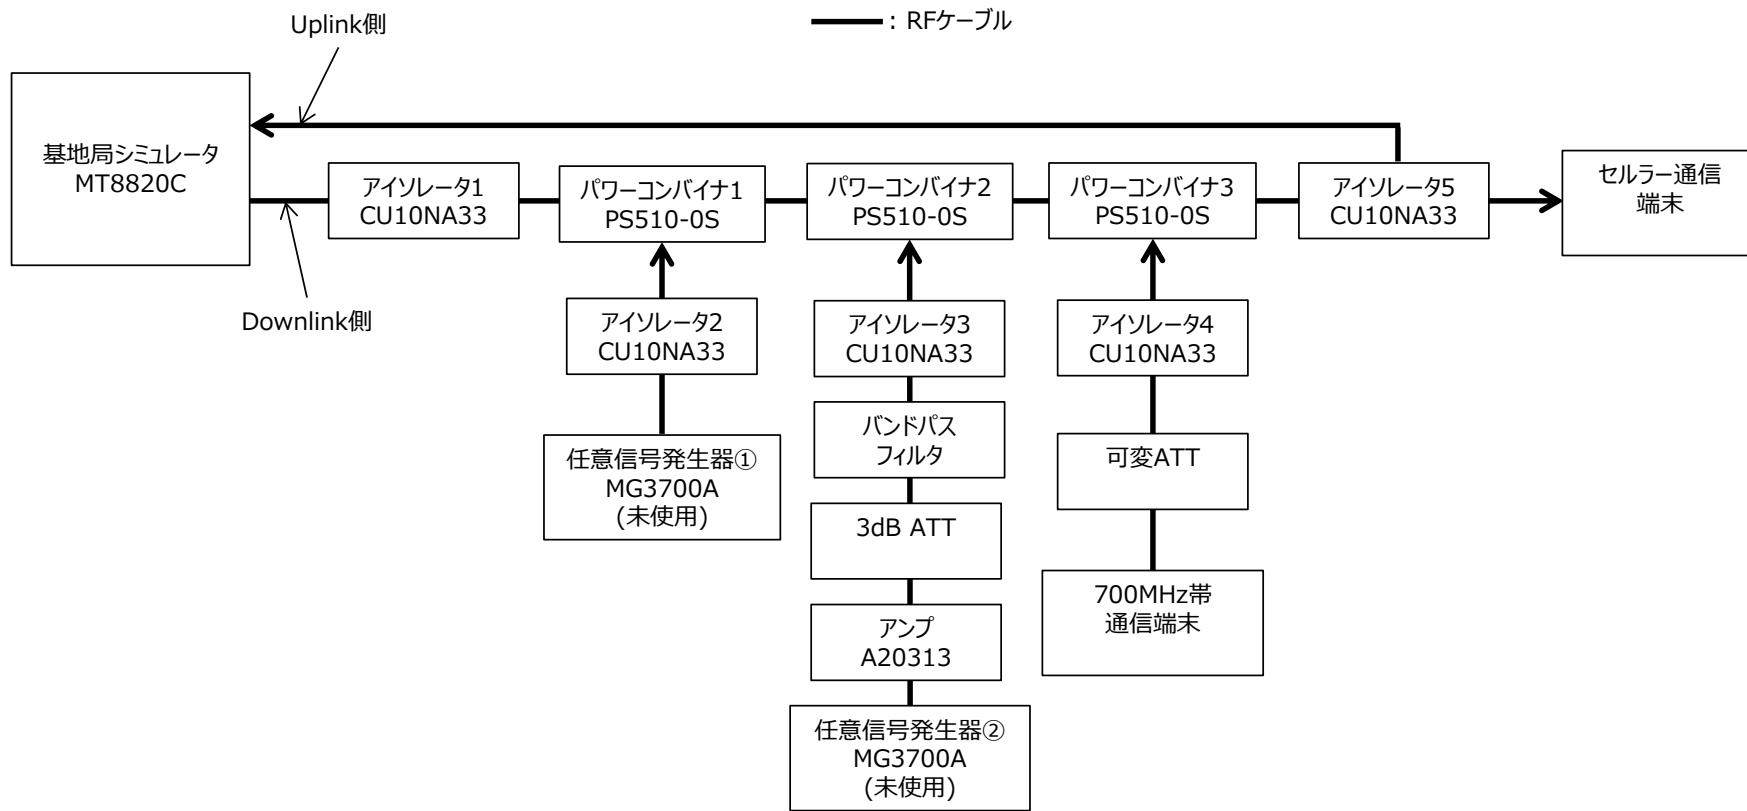 Uplink側
: RFケーブル
基地局シミュレータ
MT8820C
アイソレータ1
CU10NA33
パワーコンバイナ1
PS510-0S
パワーコンバイナ2
PS510-0S
パワーコンバイナ3
PS510-0S
アイソレータ5
CU10NA33
セルラー通信
端末
Downlink側
アイソレータ2
CU10NA33
アイソレータ3
CU10NA33
アイソレータ4
CU10NA33
任意信号発生器①
MG3700A
(未使用)
バンドパス
フィルタ
可変ATT
3dB ATT
700MHz帯
通信端末
アンプ
A20313
任意信号発生器②
MG3700A
(未使用)